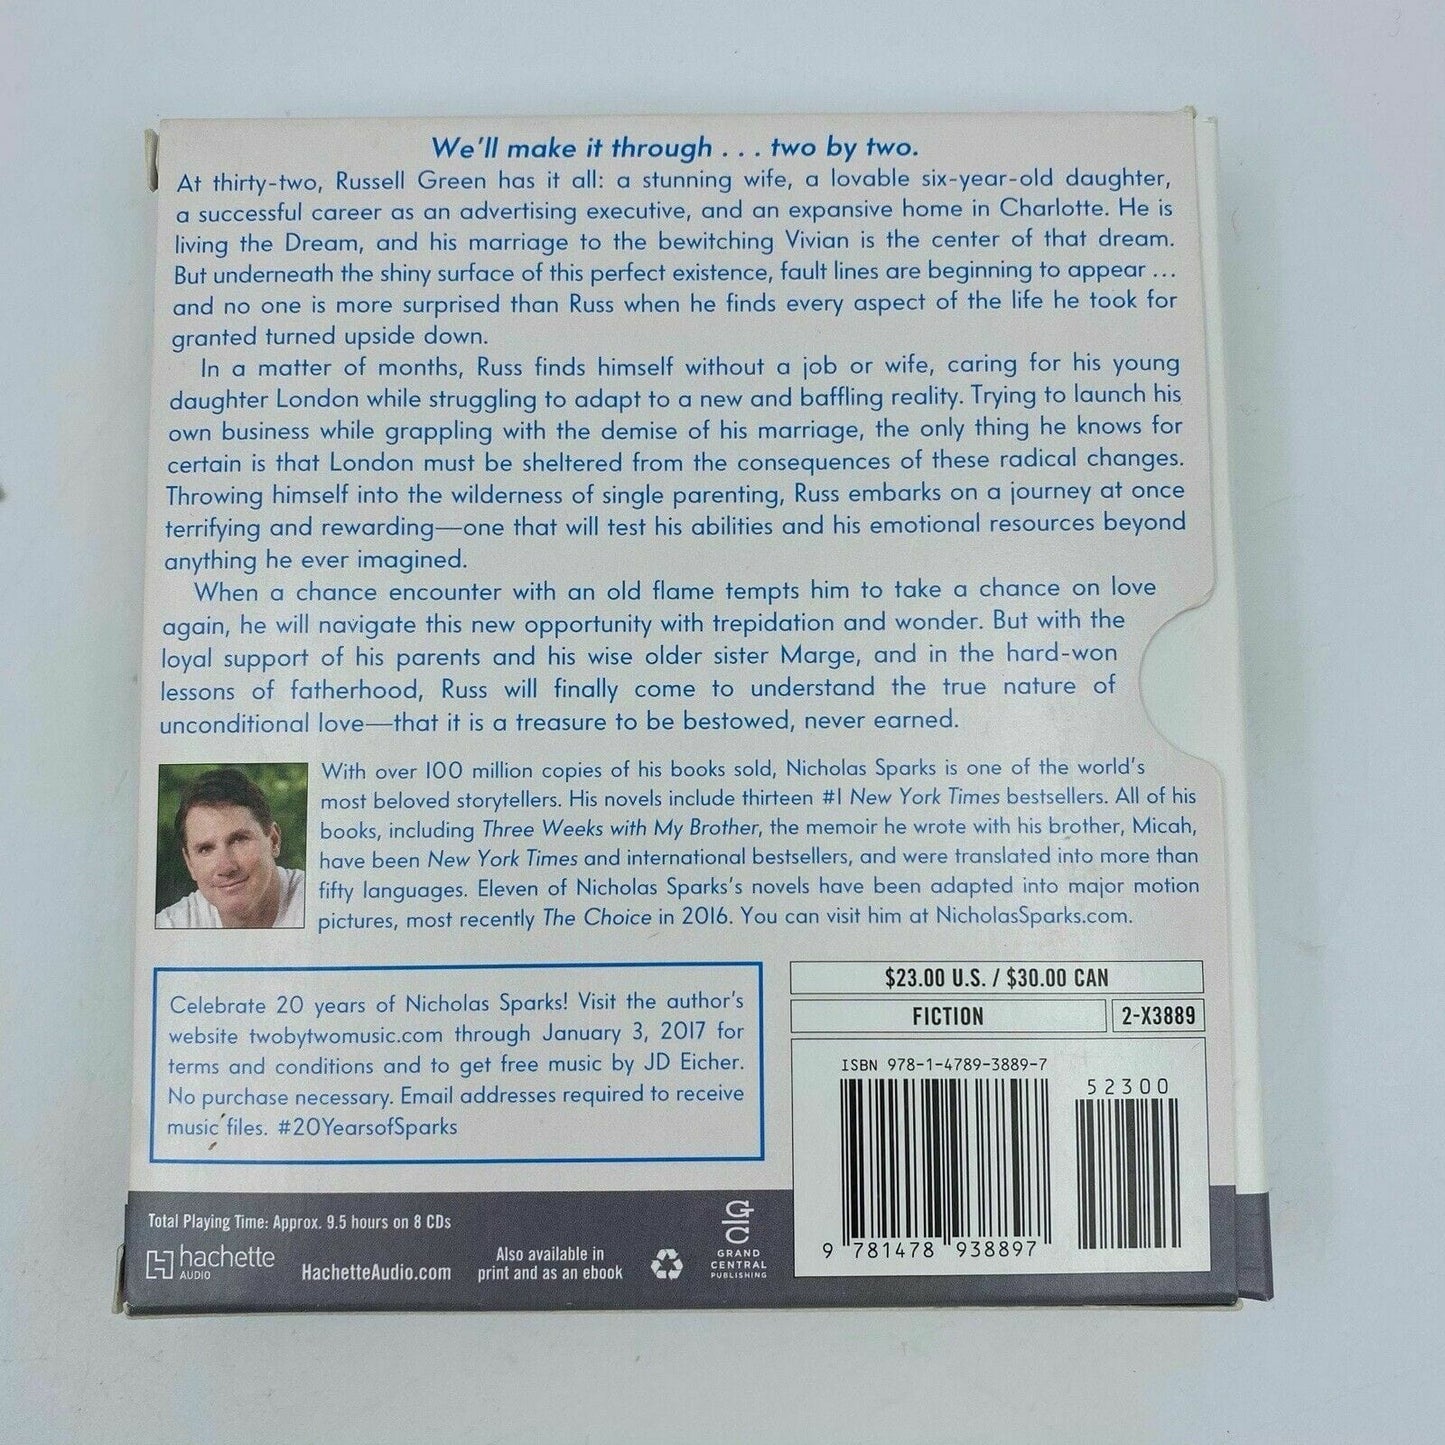 We'll make it through . . . two by two.
At thirty-two, Russell Green has it all: a stunning wife, a lovable six-year-old daughter,
a successful career as an advertising executive, and an expansive home in Charlotte. He is
living the Dream, and his marriage to the bewitching Vivian is the center of that dream.
But underneath the shiny surface of this perfect existence, fault lines are beginning to appear ...
and no one is more surprised than Russ when he finds every aspect of the life he took for
granted turned upside down.
In a matter of months, Russ finds himself without a job or wife, caring for his young
daughter London while struggling to adapt to a new and baffling reality. Trying to launch his
own business while grappling with the demise of his marriage, the only thing he knows for
certain is that London must be sheltered from the consequences of these radical changes.
Throwing himself into the wilderness of single parenting, Russ embarks on a journey at once
terrifying and rewarding—one that will test his abilities and his emotional resources beyond
anything he ever imagined.
When a chance encounter with an old flame tempts him to take a chance on love
again, he will navigate this new opportunity with trepidation and wonder. But with the
loyal support of his parents and his wise older sister Marge, and in the hard-won
lessons of fatherhood, Russ will finally come to understand the true nature of
unconditional love—that it is a treasure to be bestowed, never earned.
With over 100 million copies of his books sold, Nicholas Sparks is one of the world's
most beloved storytellers. His novels include thirteen #1 New York Times bestsellers. All of his
books, including Three Weeks with My Brother, the memoir he wrote with his brother, Micah,
have been New York Times and international bestsellers, and were translated into more than
fifty languages. Eleven of Nicholas Sparks's novels have been adapted into major motion
pictures, most recently The Choice in 2016. You can visit him at NicholasSparks.com.
Celebrate 20 years of Nicholas Sparks! Visit the author's
website twobytwomusic.com through January 3, 2017 for
terms and conditions and to get free music by JD Eicher.
No purchase necessary. Email addresses required to receive
music files. #20YearsofSparks
$23.00 U.S. / $30.00 CAN
FICTION
2-X3889
ISBN 978-1-4789-3889-7
52300
9 781478 938897
Total Playing Time: Approx. 9.5 hours on 8 CDs
hachette
AUDIO
HachetteAudio.com
Also available in
print and as an ebook
GC
GRAND
CENTRAL
PUBLISHING